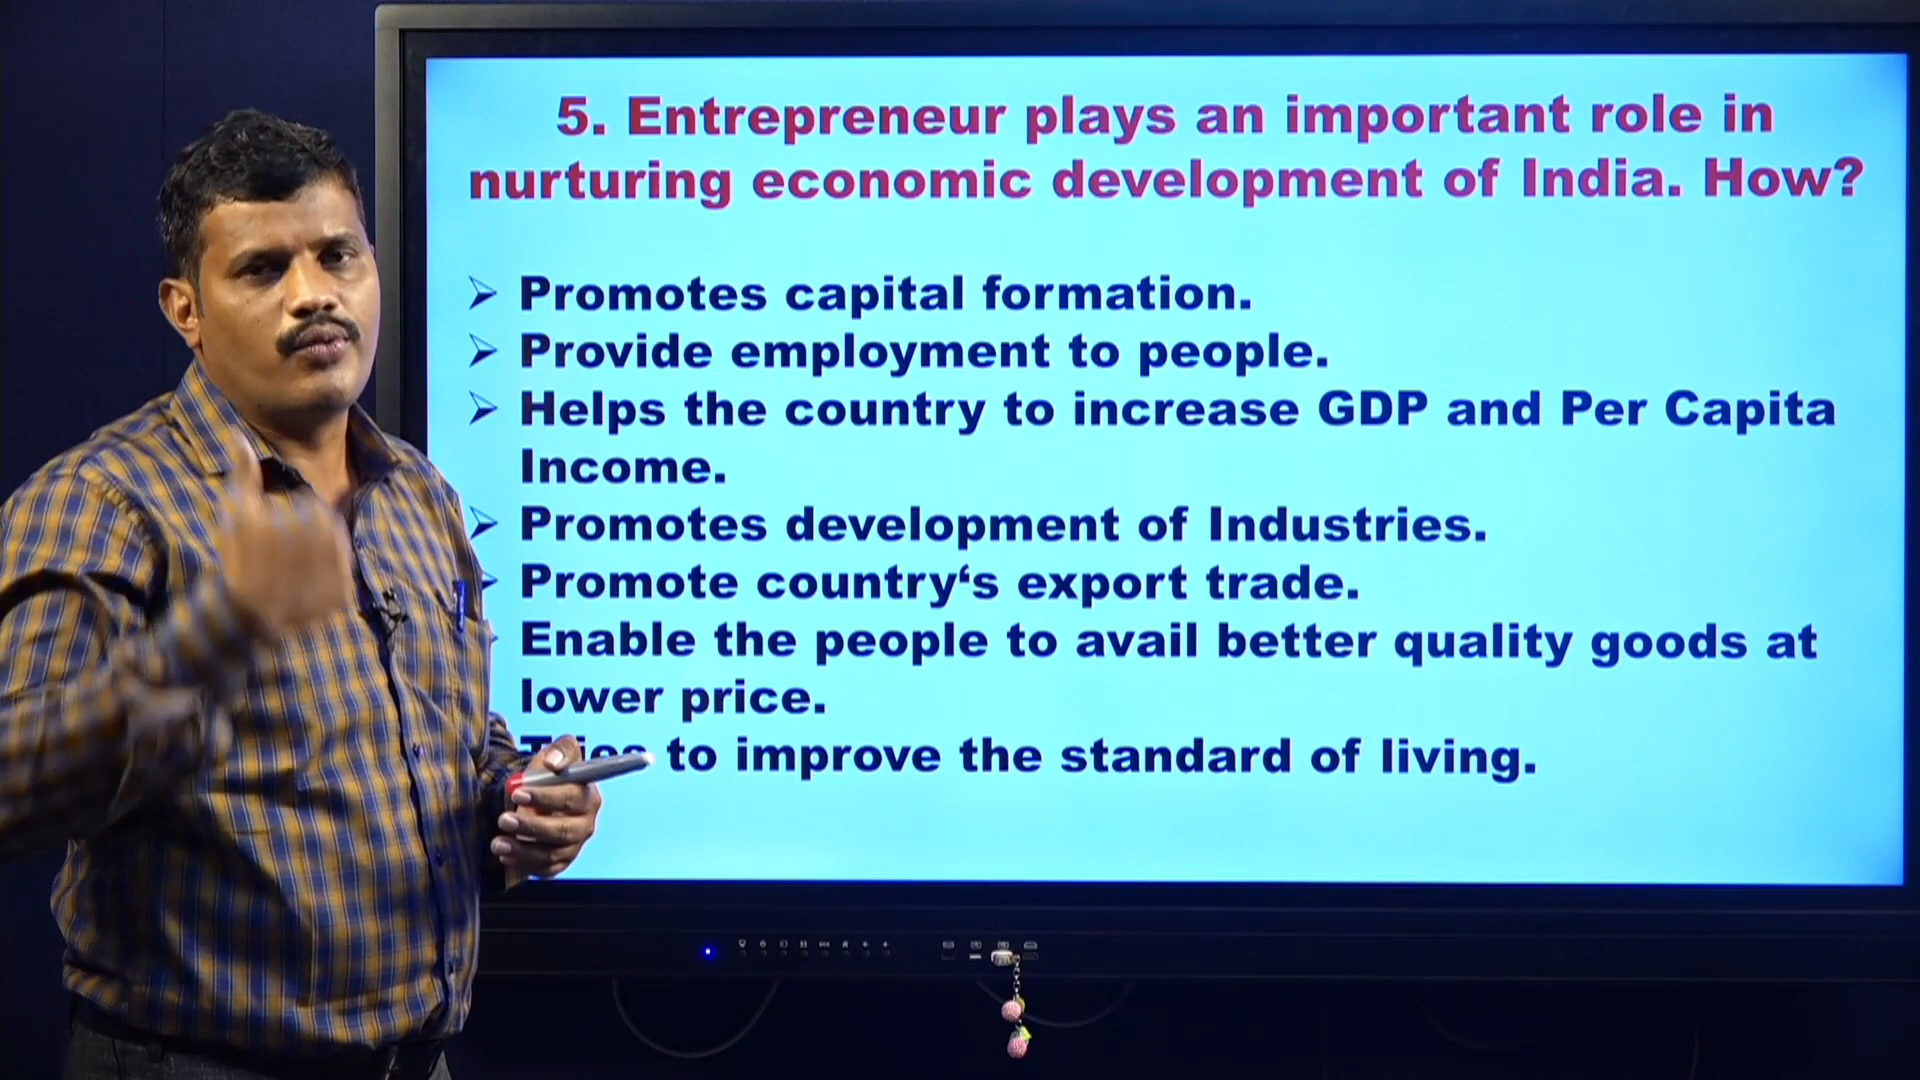 5. Entrepreneur plays an important role in
nurturing economic development of India. How?
➢ Promotes capital formation.
➢ Provide employment to people.
➢ Helps the country to increase GDP and Per Capita
Income.
➢ Promotes development of Industries.
➢ Promote country‘s export trade.
Enable the people to avail better quality goods at
lower price.
Tries to improve the standard of living.